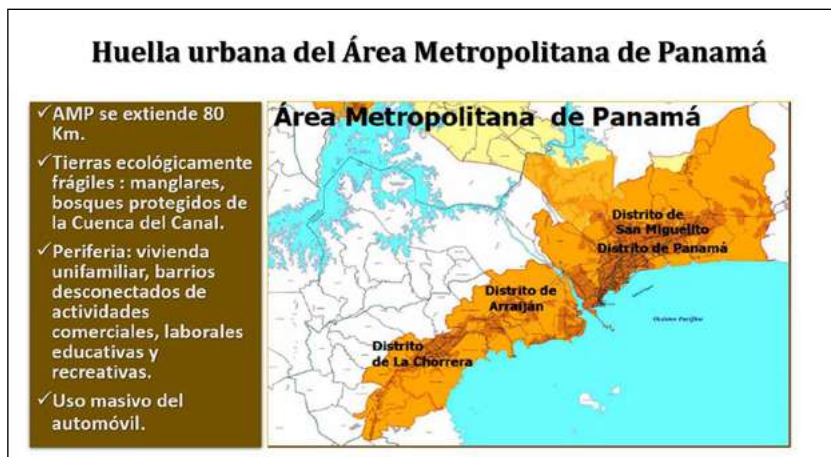 Huella urbana del Área Metropolitana de Panamá
✓AMP se extiende 80
Km.
✓Tierras ecológicamente
frágiles : manglares,
bosques protegidos de
la Cuenca del Canal.
✓Periferia: vivienda
unifamiliar, barrios
desconectados de
actividades
comerciales, laborales
educativas y
recreativas.
✓Uso masivo del
automóvil.
Área Metropolitana de Panamá
Distrito de
San Miguelito
Distrito de Panamá
Distrito de
Arraiján
Océano Pacífico
Distrito
de La Chorrera